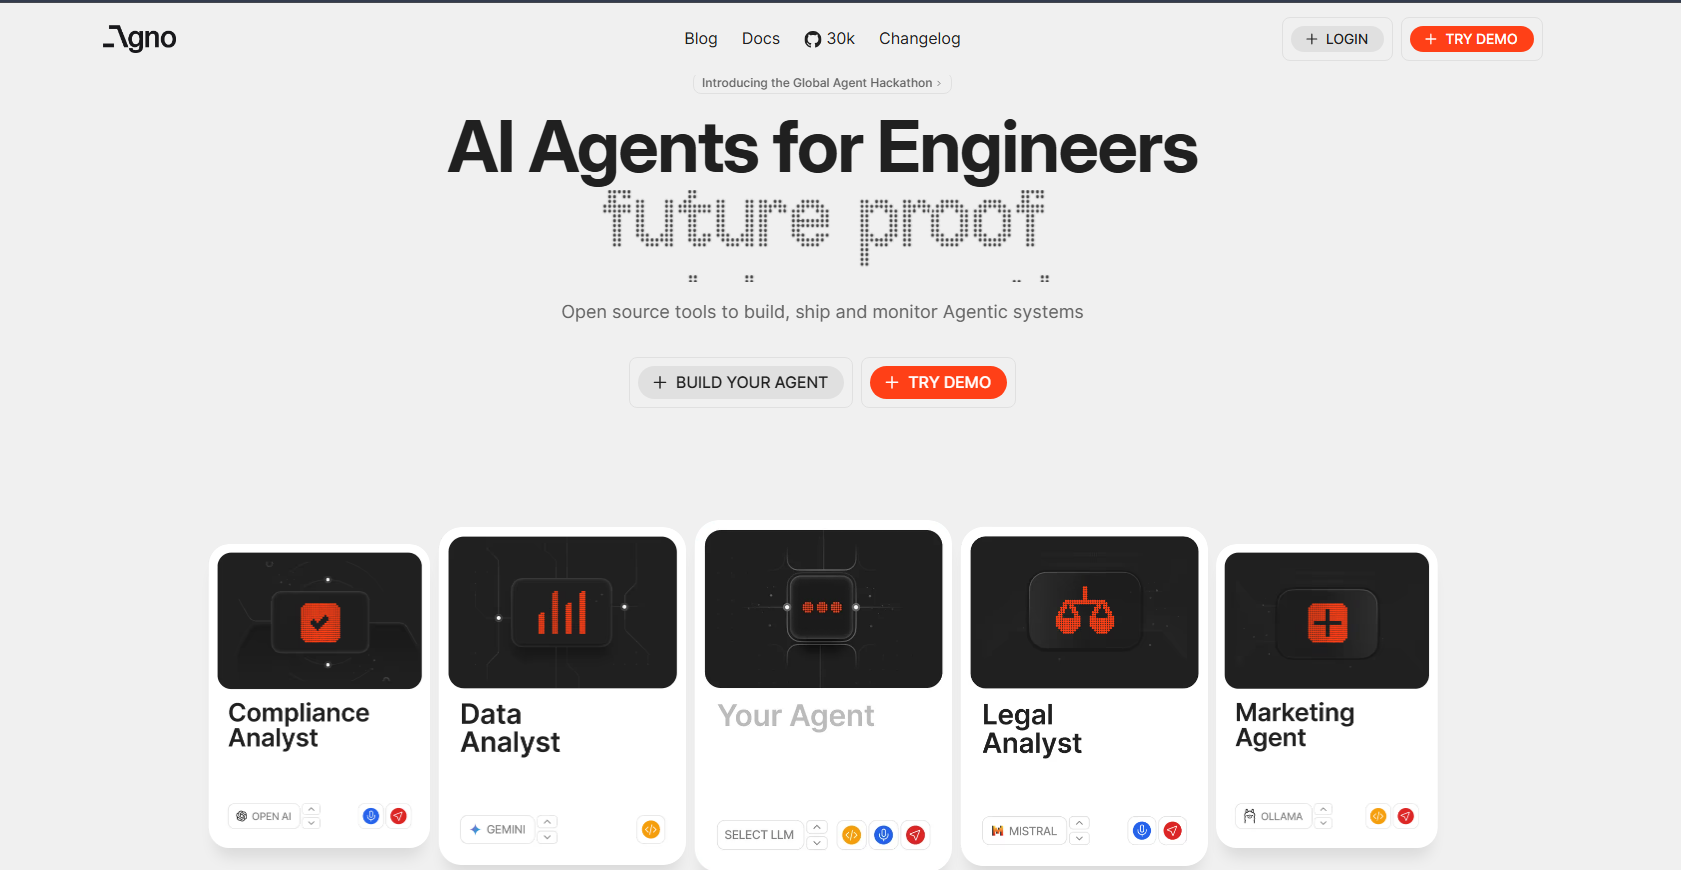 Agno
Blog Docs 30k Changelog
LOGIN
TRY DEMO
Introducing the Global Agent Hackathon ›
AI Agents for Engineers
future proof
Open source tools to build, ship and monitor Agentic systems
BUILD YOUR AGENT
TRY DEMO
Compliance
Analyst
OPEN AI
Data
Analyst
GEMINI
Your Agent
SELECT LLM
Legal
Analyst
MISTRAL
Marketing
Agent
OLLAMA